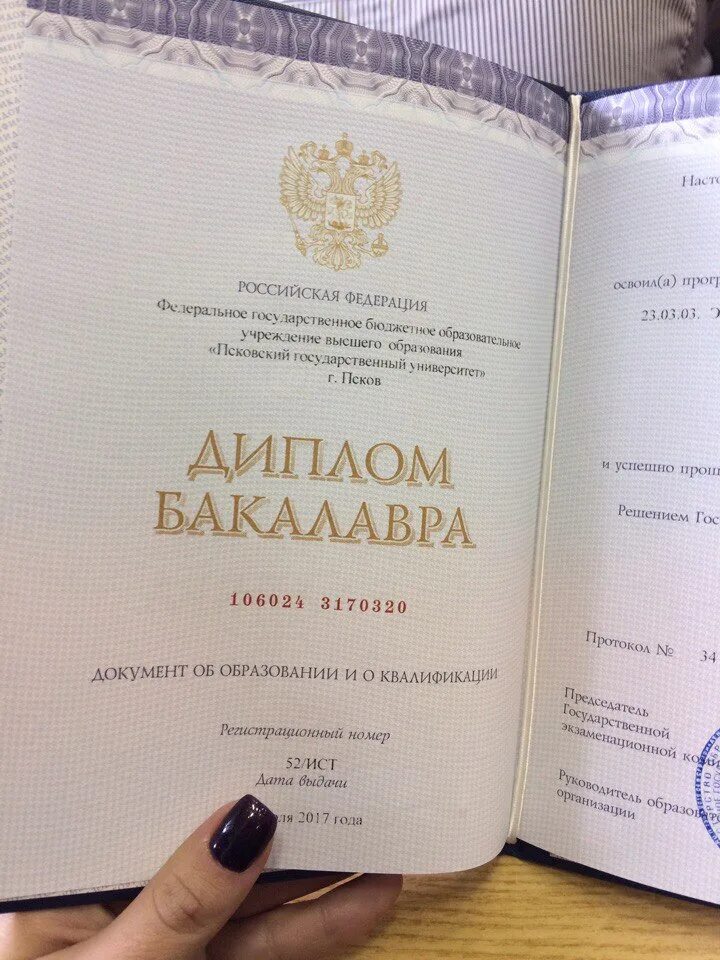 РОССИЙСКАЯ ФЕДЕРАЦИЯ
Федеральное государственное бюджетное образовательное
учреждение высшего образования
«Псковский государственный университет»
г. Псков
ДИПЛОМ
БАКАЛАВРА
106024 3170320
ДОКУМЕНТ ОБ ОБРАЗОВАНИИ И О КВАЛИФИКАЦИИ
Регистрационный номер
52/ИСТ
Дата выдачи
2017 года
освоил(а)
23.03.03. Э
и успешно
Решением
Протокол № 34
Председатель
Государственной
экзаменационной
Руководитель
организации